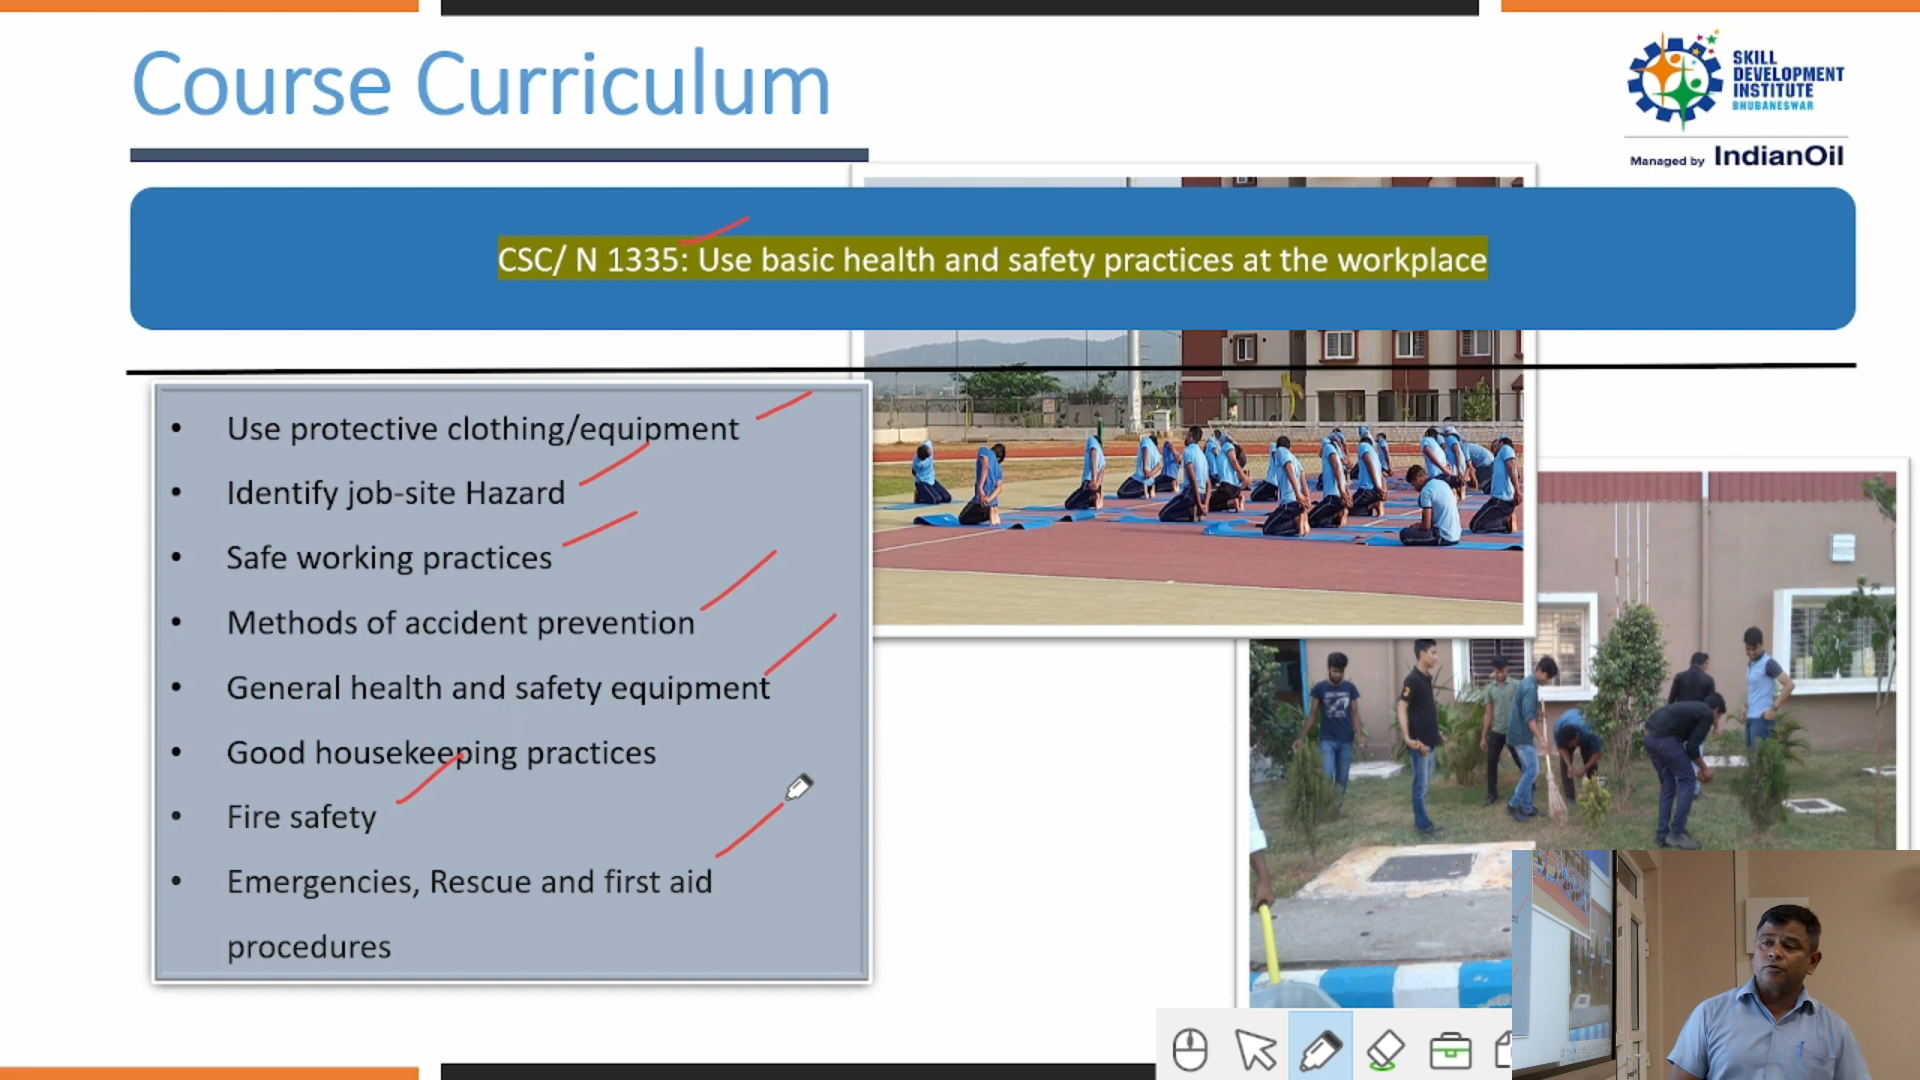 Course Curriculum
SKILL
DEVELOPMENT
INSTITUTE
BHUBANESWAR
Managed by IndianOil
CSC/ N 1335: Use basic health and safety practices at the workplace
• Use protective clothing/equipment
• Identify job-site Hazard
• Safe working practices
• Methods of accident prevention
• General health and safety equipment
• Good housekeeping practices
• Fire safety
• Emergencies, Rescue and first aid
procedures